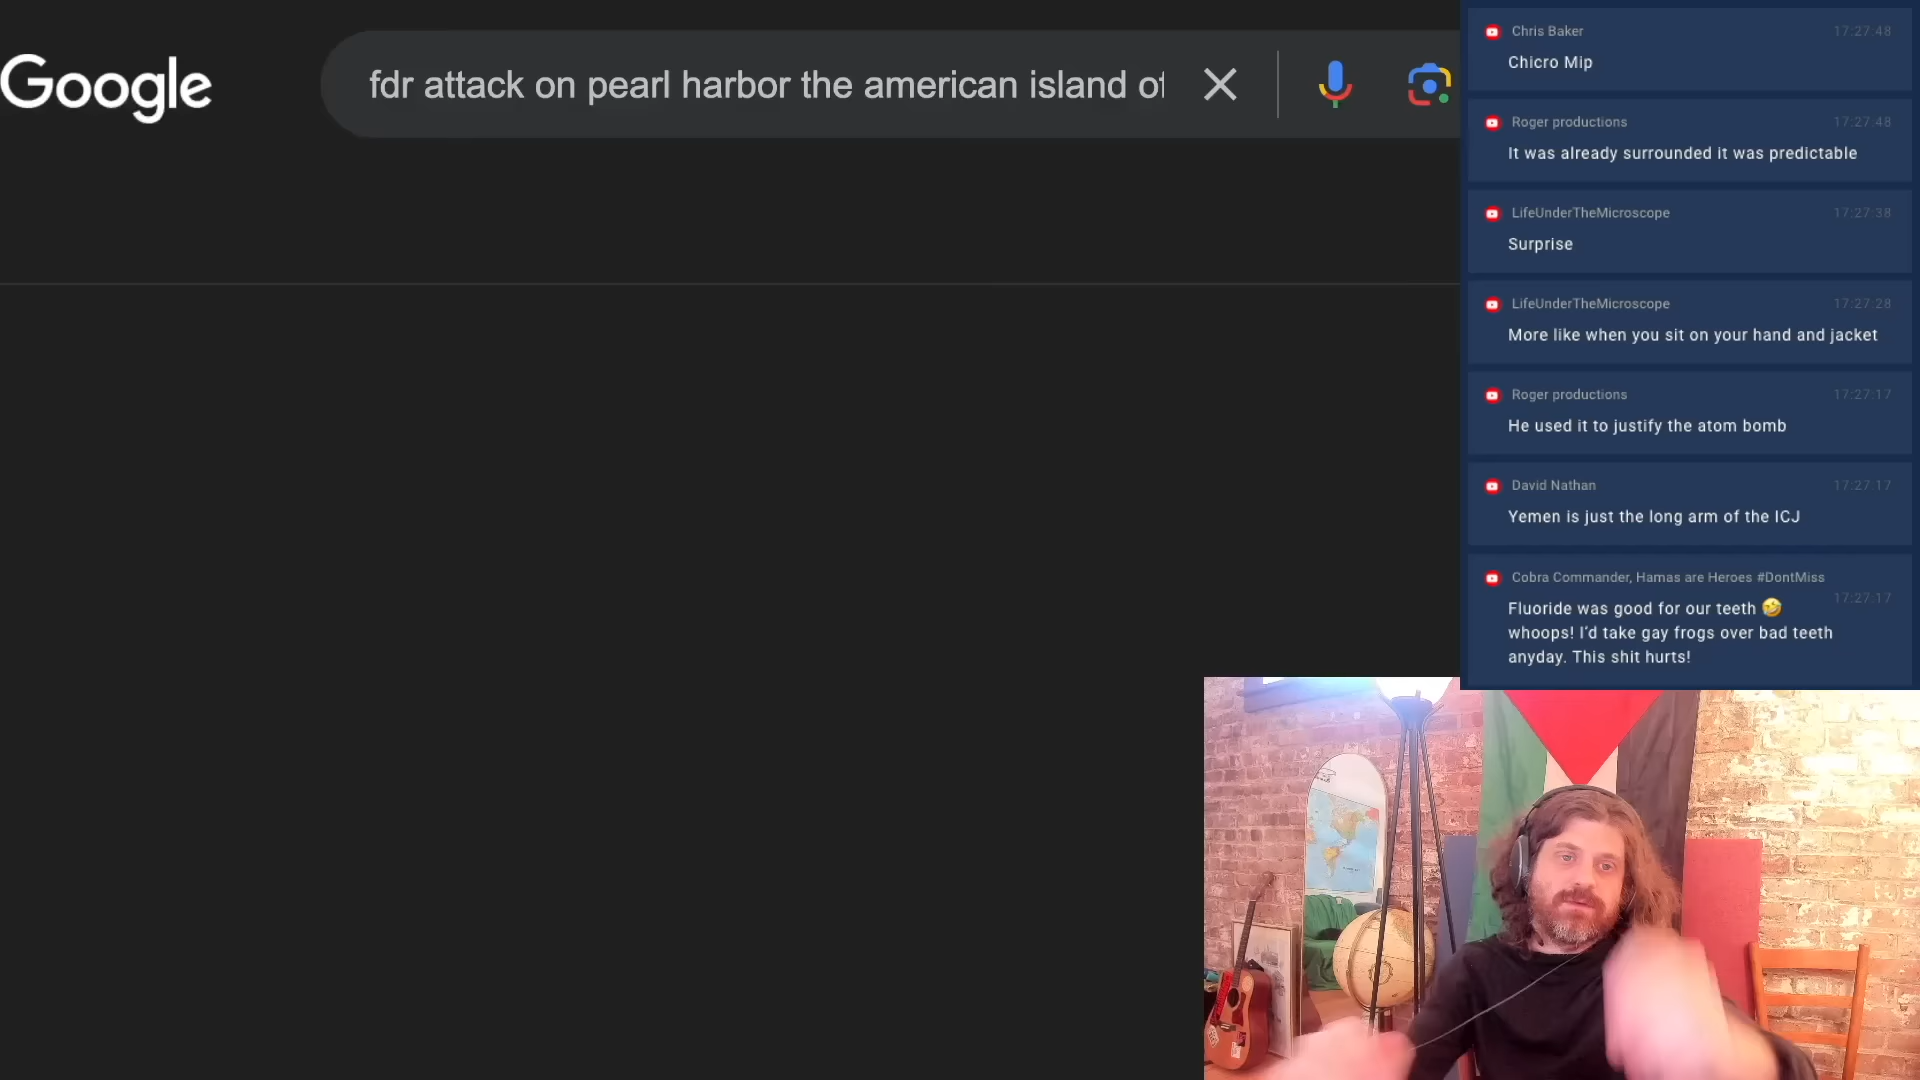 Google
fdr attack on pearl harbor the american island of
Chris Baker 17:27:48
Chicro Mip
Roger productions 17:27:48
It was already surrounded it was predictable
LifeUnderTheMicroscope 17:27:38
Surprise
LifeUnderTheMicroscope 17:27:28
More like when you sit on your hand and jacket
Roger productions 17:27:17
He used it to justify the atom bomb
David Nathan 17:27:17
Yemen is just the long arm of the ICJ
Cobra Commander, Hamas are Heroes #DontMiss
17:27:17
Fluoride was good for our teeth 🤣
whoops! I'd take gay frogs over bad teeth
anyday. This shit hurts!